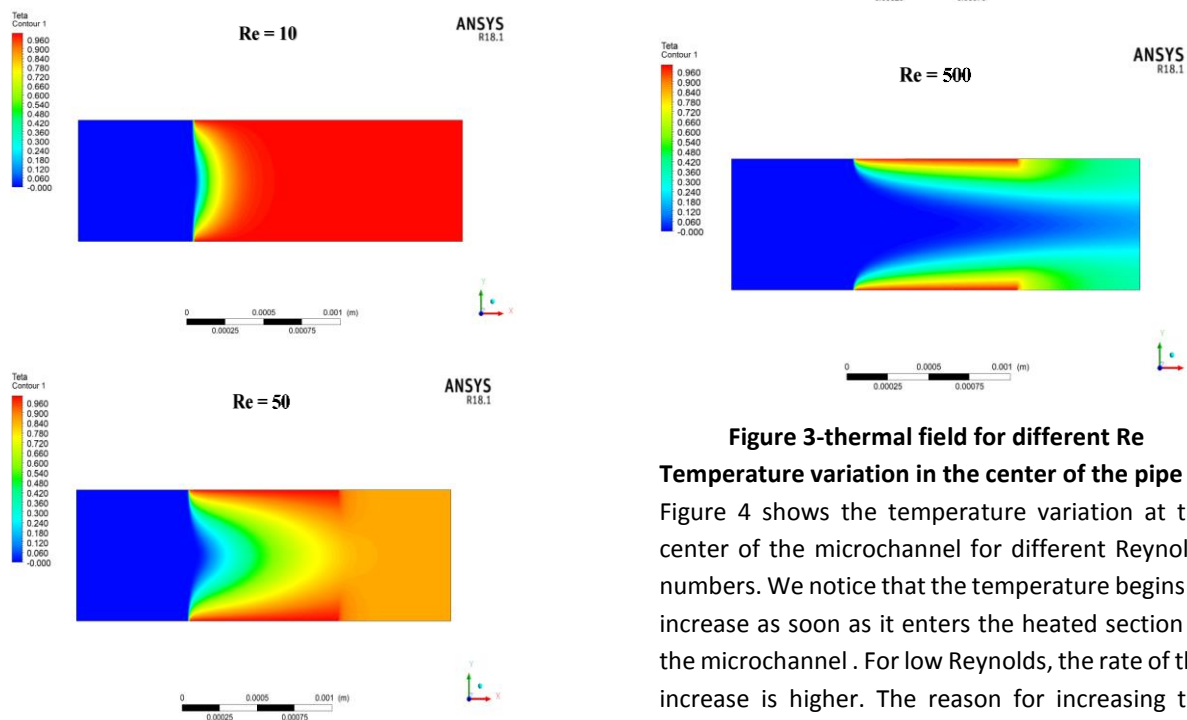 Teta
Contour 1
0.960
0.900
0.840
0.780
0.720
0.660
0.600
0.540
0.480
0.420
0.360
0.300
0.240
0.180
0.120
0.060
-0.000
Re = 10
ANSYS
R18.1
0 0.0005 0.001 (m)
0.00025 0.00075
Y
X
Teta
Contour 1
0.960
0.900
0.840
0.780
0.720
0.660
0.600
0.540
0.480
0.420
0.360
0.300
0.240
0.180
0.120
0.060
-0.000
Re = 50
ANSYS
R18.1
0 0.0005 0.001 (m)
0.00025 0.00075
Y
X
Teta
Contour 1
0.960
0.900
0.840
0.780
0.720
0.660
0.600
0.540
0.480
0.420
0.360
0.300
0.240
0.180
0.120
0.060
-0.000
Re = 500
ANSYS
R18.1
0 0.0005 0.001 (m)
0.00025 0.00075
Y
X
Figure 3-thermal field for different Re
Temperature variation in the center of the pipe
Figure 4 shows the temperature variation at
center of the microchannel for different
numbers. We notice that the temperature begins
increase as soon as it enters the heated section
the microchannel . For low Reynolds, the rate of
increase is higher. The reason for increasing